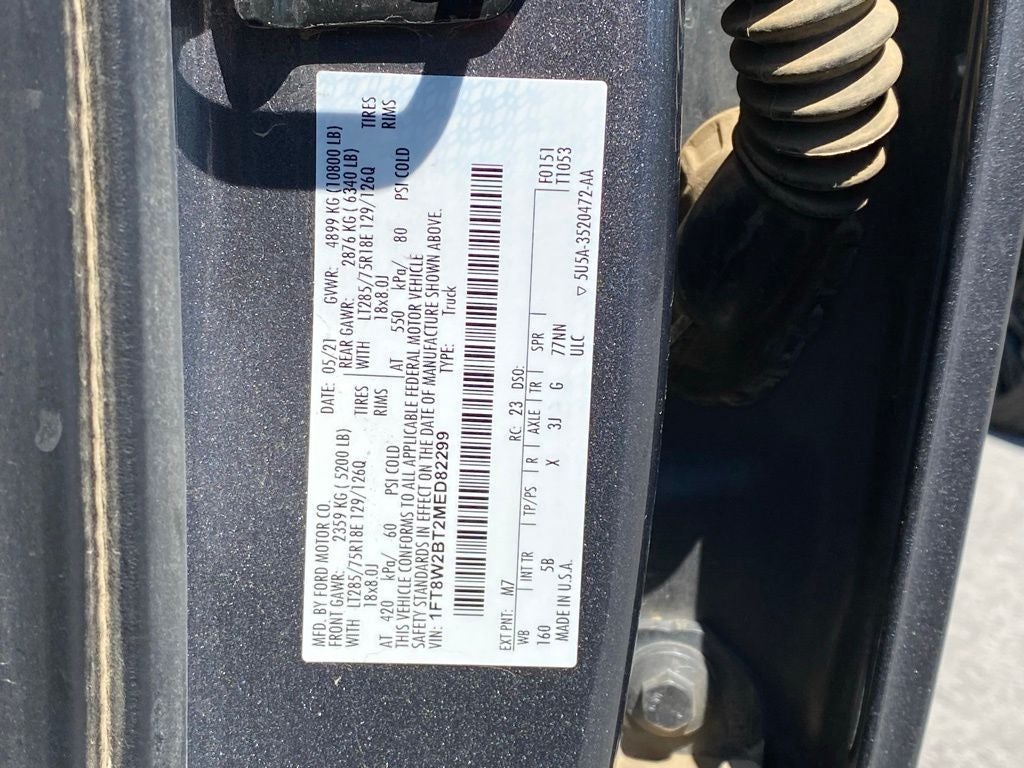 MFD. BY FORD MOTOR CO.
DATE: 05/21 GVWR: 4899 KG (10800 LB)
FRONT GAWR: 2359 KG ( 5200 LB) REAR GAWR: 2876 KG ( 6340 LB)
WITH LT285/75R18E 129/126Q TIRES WITH LT285/75R18E 129/126Q TIRES
18x8.0J RIMS 18x8.0J RIMS
AT 420 kPa/ 60 PSI COLD AT 550 kPa/ 80 PSI COLD
THIS VEHICLE CONFORMS TO ALL APPLICABLE FEDERAL MOTOR VEHICLE
SAFETY STANDARDS IN EFFECT ON THE DATE OF MANUFACTURE SHOWN ABOVE.
VIN: 1FT8W2BT2MED82299 TYPE: Truck
EXT PNT: M7 RC: 23 DSO: F0151
WB INT TR TP/PS R AXLE TR SPR T1053
160 5B X 3J G 77NN
ULC
MADE IN U.S.A. ▽ 5U5A-3520472-AA